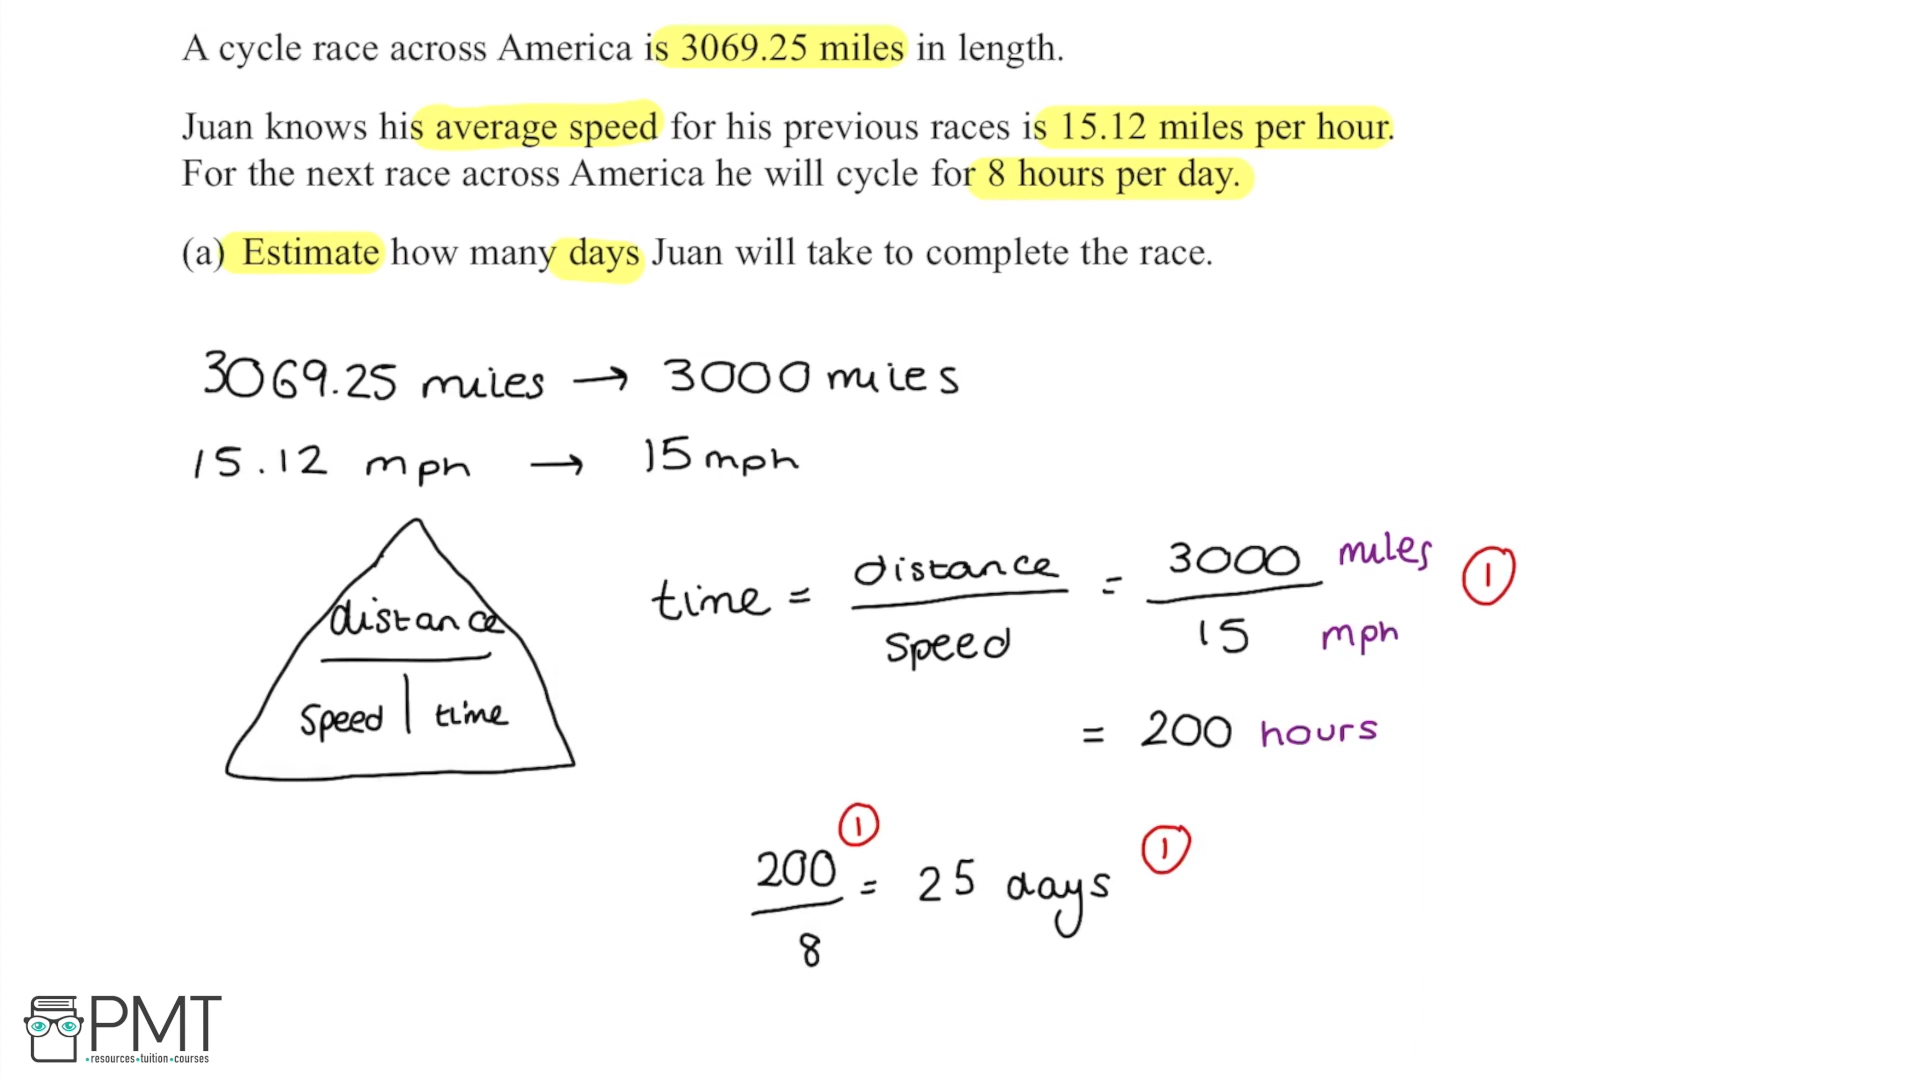 A cycle race across America is 3069.25 miles in length.
Juan knows his average speed for his previous races is 15.12 miles per hour.
For the next race across America he will cycle for 8 hours per day.
(a) Estimate how many days Juan will take to complete the race.
3069.25 miles → 3000 miles
15.12 mph → 15 mph
distance
speed | time
time = distance / speed = 3000 miles / 15 mph ①
= 200 hours
200 / 8 ① = 25 days ①
PMT
•resources•tuition•courses